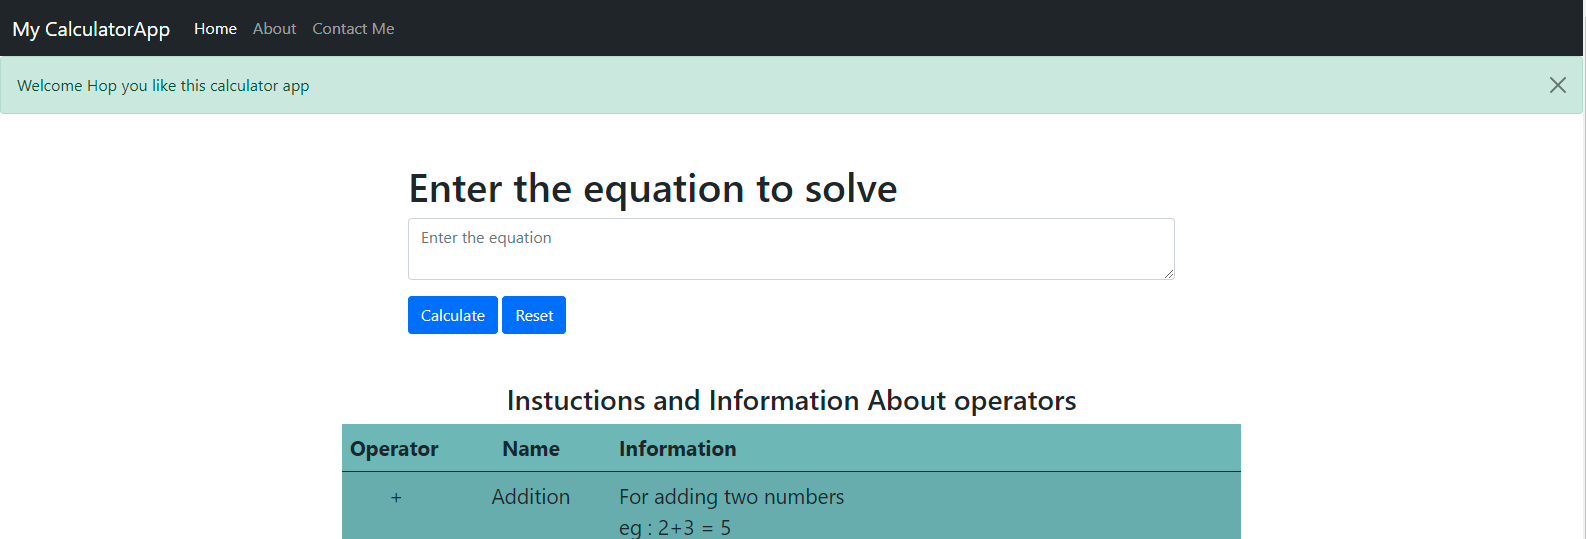 My CalculatorApp Home About Contact Me
Welcome Hop you like this calculator app
Enter the equation to solve
Enter the equation
Calculate Reset
Instuctions and Information About operators
Operator Name Information
+ Addition For adding two numbers
eg : 2+3 = 5